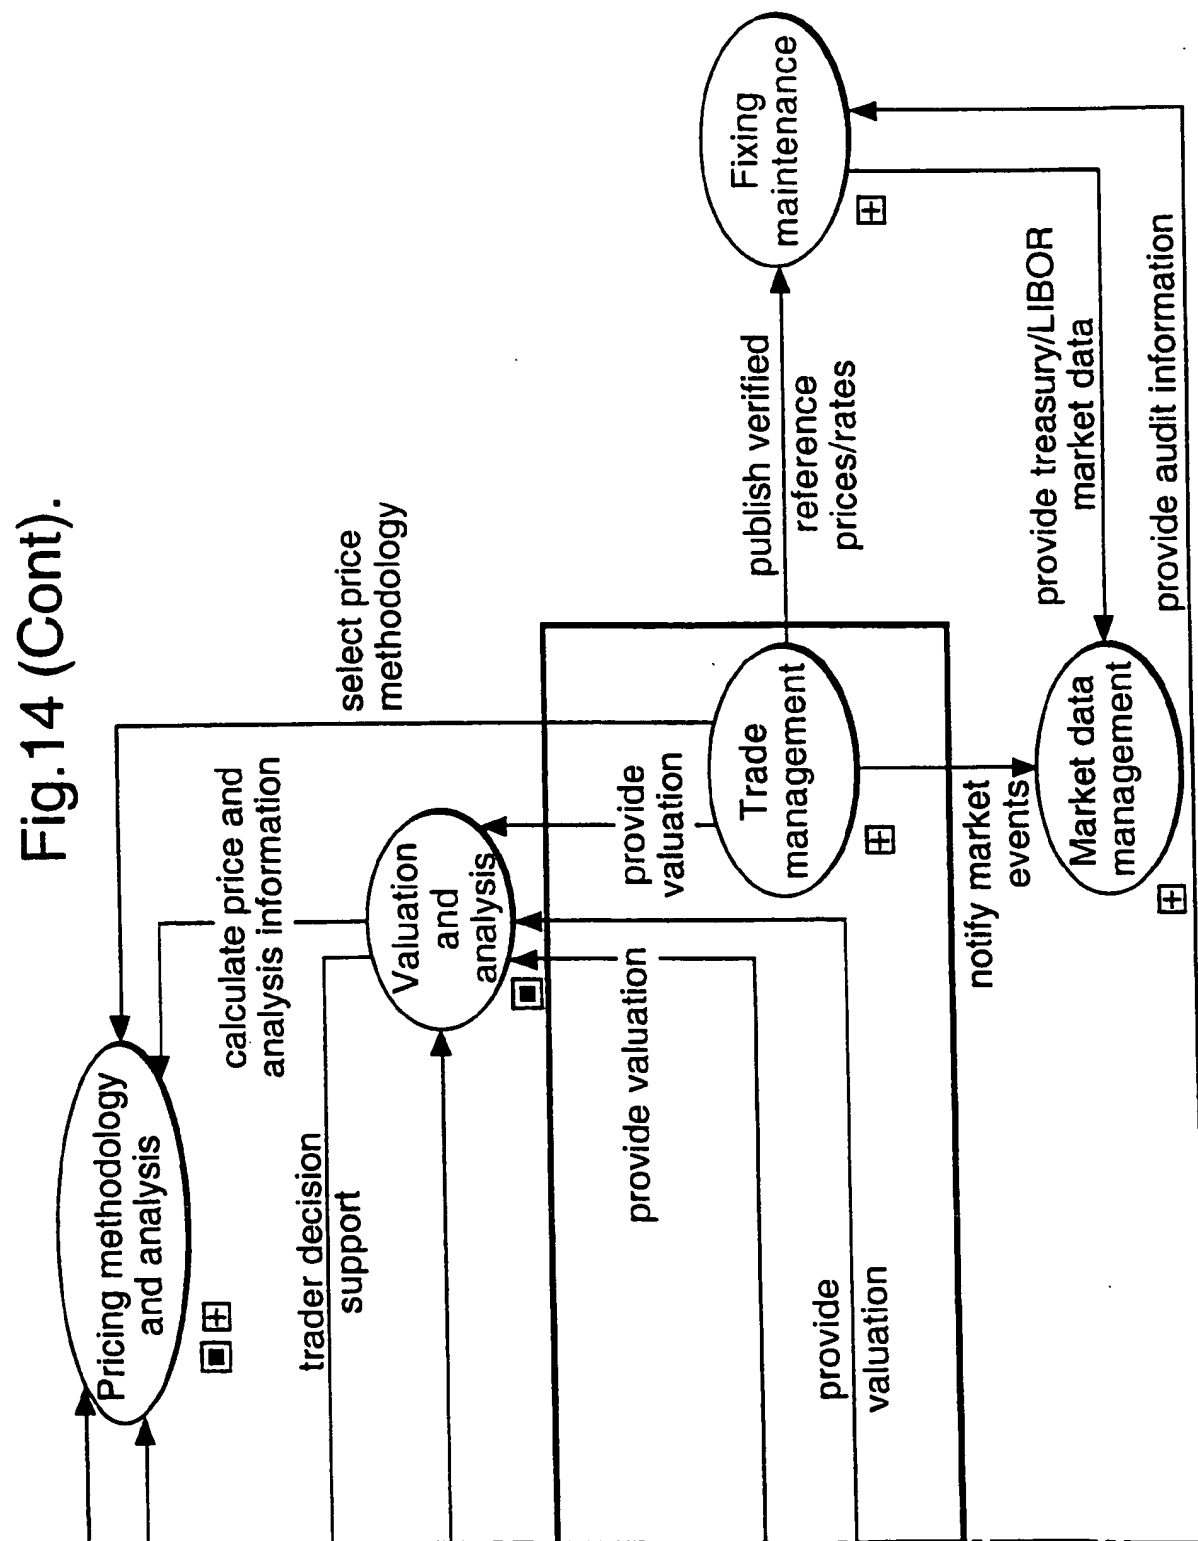 Fig.14 (Cont).
Pricing methodology
and analysis
calculate price and
analysis information
select price
methodology
trader decision
support
Valuation
and
analysis
provide
valuation
provide valuation
provide
valuation
Trade
management
publish verified
reference
prices/rates
Fixing
maintenance
notify market
events
Market data
management
provide treasury/LIBOR
market data
provide audit information